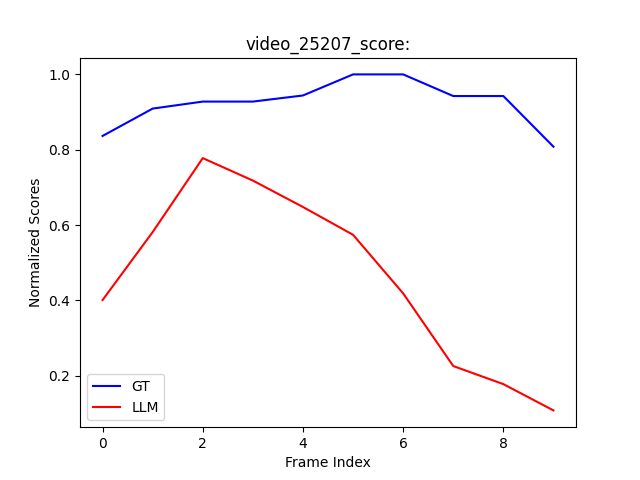 video_25207_score:
Normalized Scores
1.0
0.8
0.6
0.4
0.2
GT
LLM
0 2 4 6 8
Frame Index